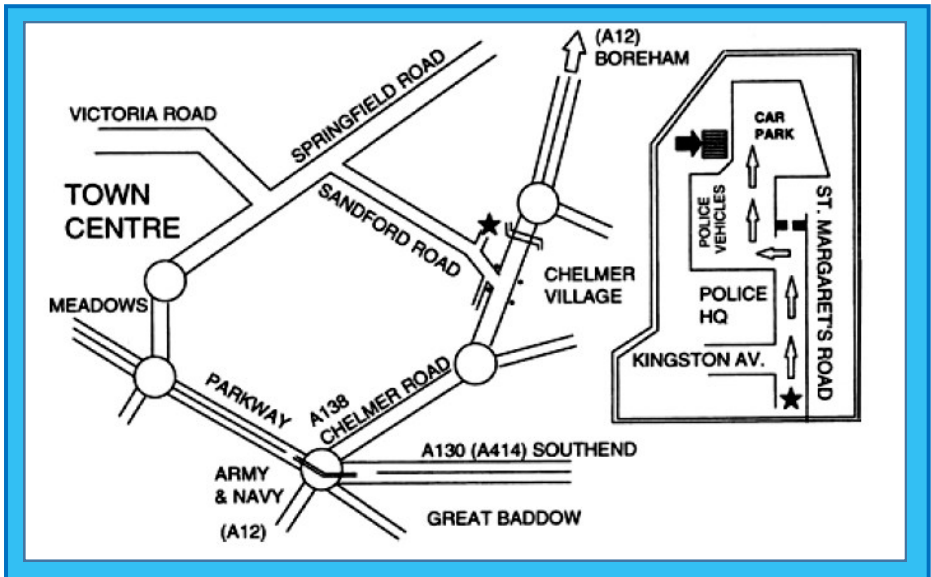 (A12)
BOREHAM
SPRINGFIELD ROAD
VICTORIA ROAD
TOWN
CENTRE
SANDFORD ROAD
CHELMER
VILLAGE
MEADOWS
PARKWAY
A138
CHELMER ROAD
A130 (A414) SOUTHEND
ARMY
& NAVY
(A12)
GREAT BADDOW
CAR
PARK
POLICE
VEHICLES
ST. MARGARET'S ROAD
POLICE
HQ
KINGSTON AV.